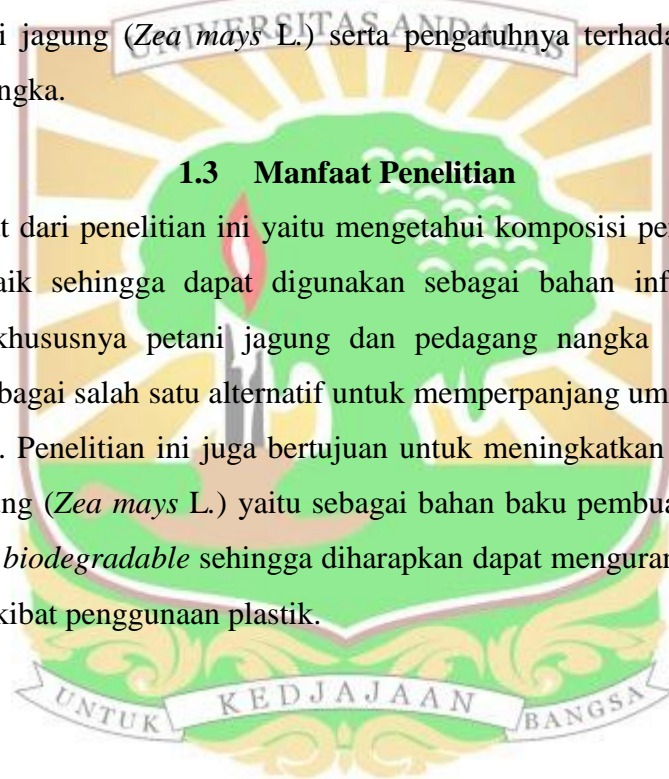 UNIVERSITAS ANDALAS
i jagung (Zea mays L.) serta pengaruhnya terhada
ngka.
1.3 Manfaat Penelitian
t dari penelitian ini yaitu mengetahui komposisi pe
aik sehingga dapat digunakan sebagai bahan inf
khususnya petani jagung dan pedagang nangka
bagai salah satu alternatif untuk memperpanjang um
. Penelitian ini juga bertujuan untuk meningkatkan
ng (Zea mays L.) yaitu sebagai bahan baku pembua
biodegradable sehingga diharapkan dapat menguran
kibat penggunaan plastik.
UNTUK KEDJAJAAN BANGSA